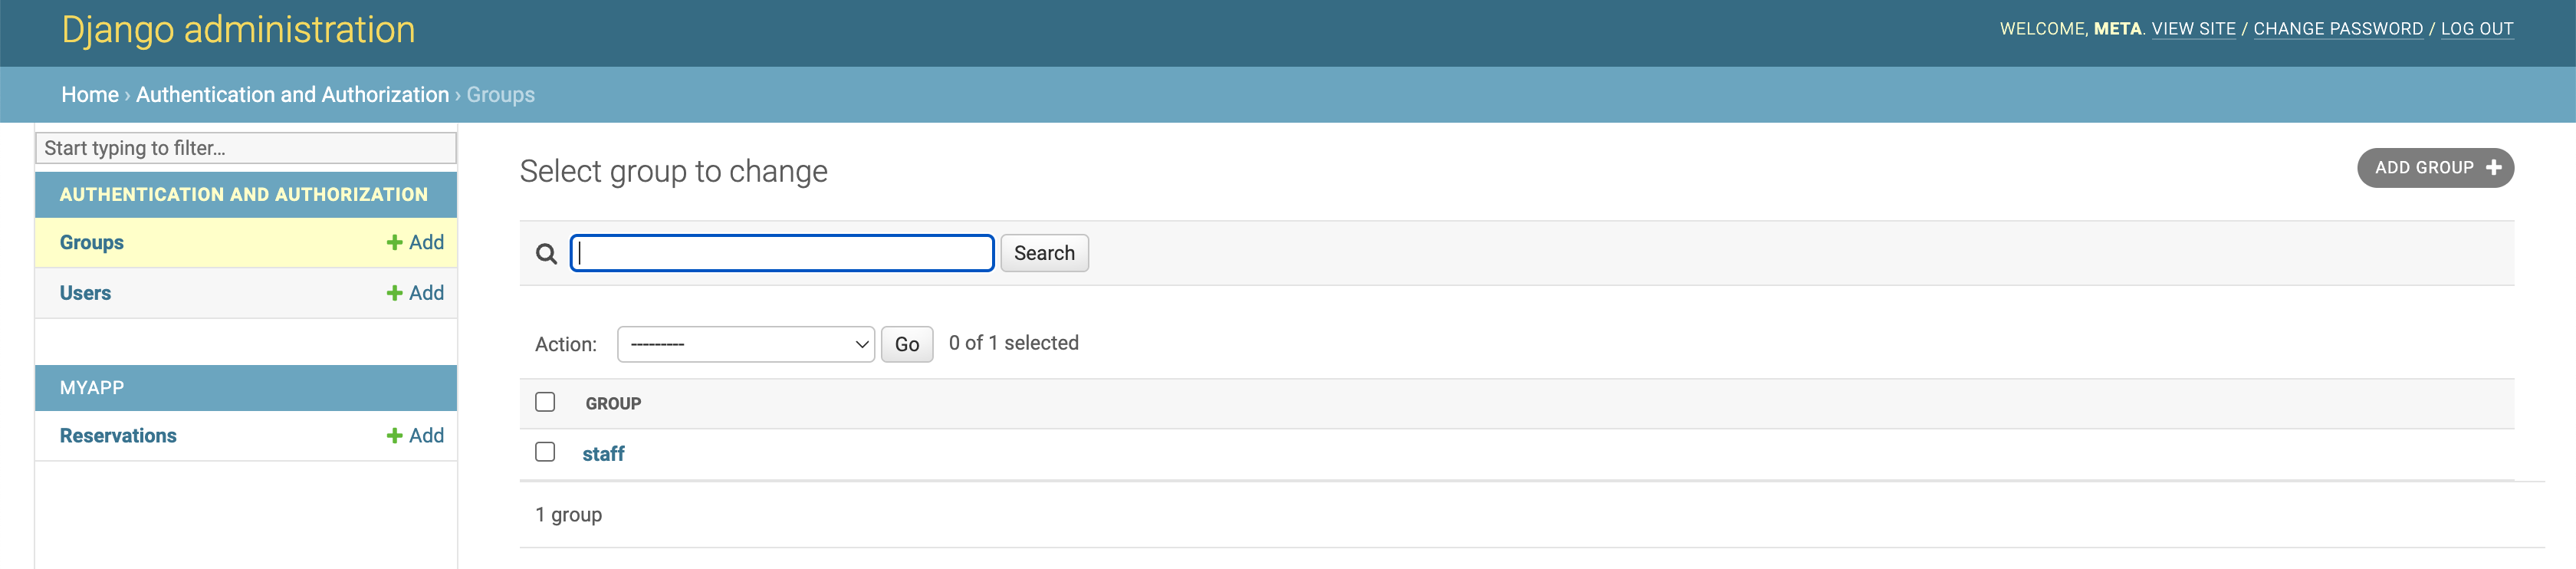 Django administration
WELCOME, META. VIEW SITE / CHANGE PASSWORD / LOG OUT
Home › Authentication and Authorization › Groups
Start typing to filter...
AUTHENTICATION AND AUTHORIZATION
Groups + Add
Users + Add
MYAPP
Reservations + Add
Select group to change
ADD GROUP +
Search
Action: --------- Go 0 of 1 selected
GROUP
staff
1 group